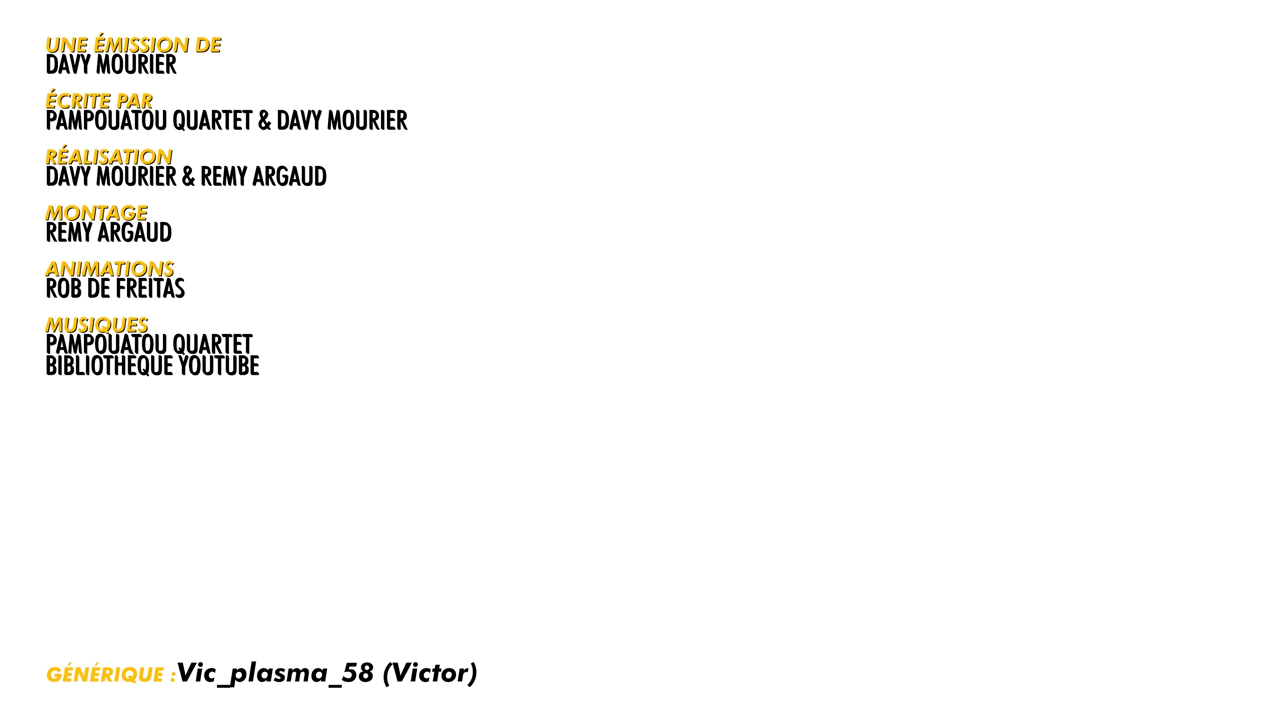 UNE ÉMISSION DE
DAVY MOURIER
ÉCRITE PAR
PAMPOUATOU QUARTET & DAVY MOURIER
RÉALISATION
DAVY MOURIER & REMY ARGAUD
MONTAGE
REMY ARGAUD
ANIMATIONS
ROB DE FREITAS
MUSIQUES
PAMPOUATOU QUARTET
BIBLIOTHEQUE YOUTUBE
GÉNÉRIQUE :Vic_plasma_58 (Victor)